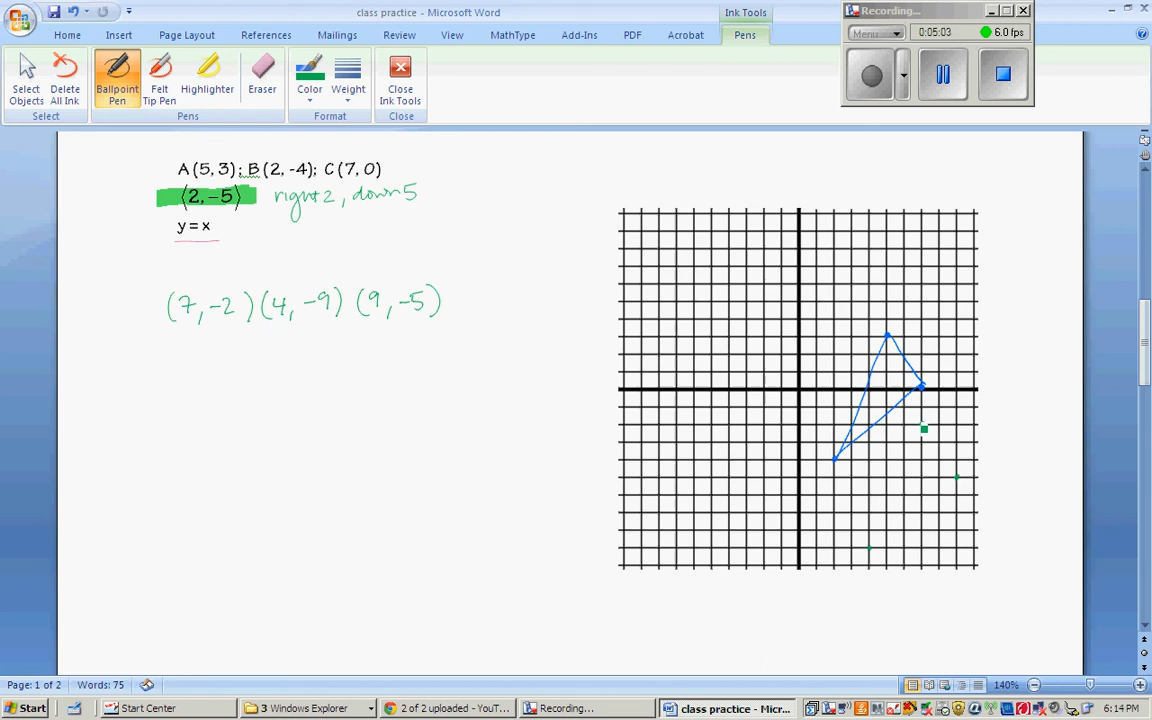 class practice - Microsoft Word
Ink Tools
Recording...
Home
Insert
Page Layout
References
Mailings
Review
View
MathType
Add-Ins
PDF
Acrobat
Pens
Menu
0:05:03
6.0 fps
Select Objects
Delete All Ink
Ballpoint Pen
Felt Tip Pen
Highlighter
Eraser
Color
Weight
Close Ink Tools
Select
Pens
Format
Close
A (5, 3); B (2, -4); C (7, 0)
⟨2, −5⟩ right 2, down 5
y = x
(7, -2) (4, -9) (9, -5)
Page: 1 of 2
Words: 75
140%
Start
Start Center
3 Windows Explorer
2 of 2 uploaded - YouT...
Recording...
class practice - Micr...
6:14 PM